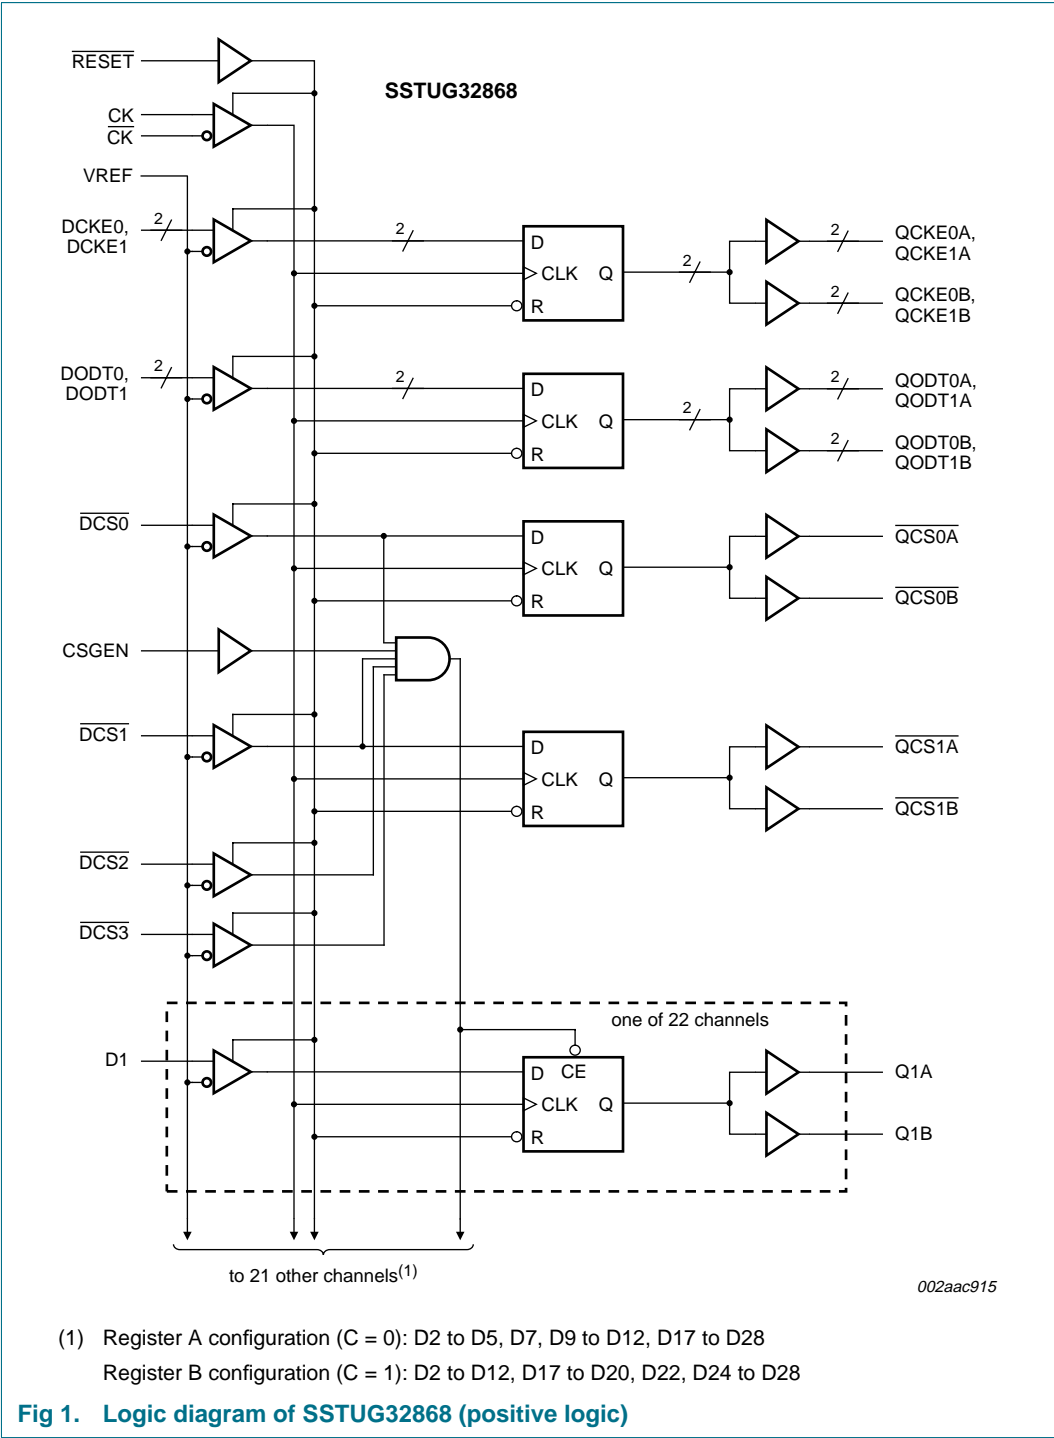 RESET
SSTUG32868
CK
CK
VREF
DCKE0,
DCKE1
2
2
D
CLK
Q
R
2
2
QCKE0A,
QCKE1A
2
QCKE0B,
QCKE1B
DODT0,
DODT1
2
2
D
CLK
Q
R
2
2
QODT0A,
QODT1A
2
QODT0B,
QODT1B
DCS0
D
CLK
Q
R
QCS0A
QCS0B
CSGEN
DCS1
D
CLK
Q
R
QCS1A
QCS1B
DCS2
DCS3
one of 22 channels
D1
D
CE
CLK
Q
R
Q1A
Q1B
to 21 other channels(1)
002aac915
(1) Register A configuration (C = 0): D2 to D5, D7, D9 to D12, D17 to D28
Register B configuration (C = 1): D2 to D12, D17 to D20, D22, D24 to D28
Fig 1. Logic diagram of SSTUG32868 (positive logic)